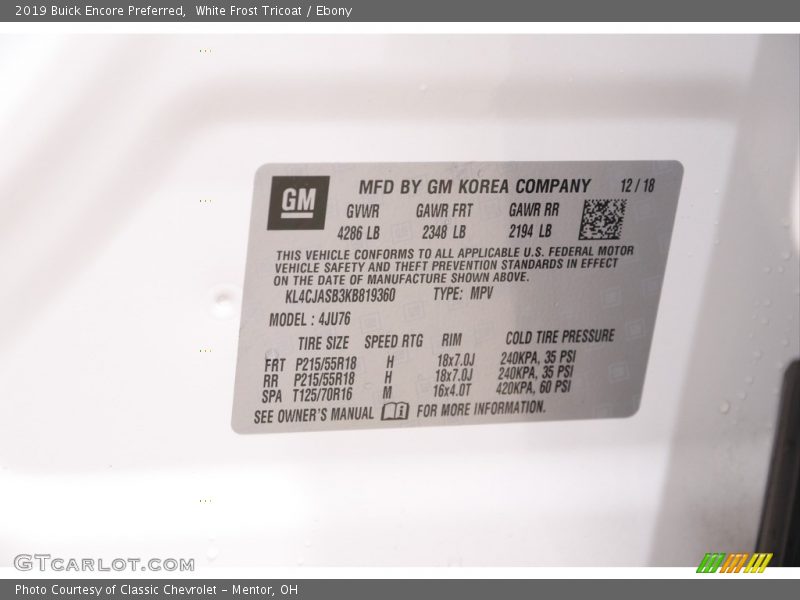 2019 Buick Encore Preferred,  White Frost Tricoat / Ebony
GM
MFD BY GM KOREA COMPANY 12 / 18
GVWR GAWR FRT GAWR RR
4286 LB 2348 LB 2194 LB
THIS VEHICLE CONFORMS TO ALL APPLICABLE U.S. FEDERAL MOTOR
VEHICLE SAFETY AND THEFT PREVENTION STANDARDS IN EFFECT
ON THE DATE OF MANUFACTURE SHOWN ABOVE.
KL4CJASB3KB819360 TYPE: MPV
MODEL : 4JU76
TIRE SIZE SPEED RTG RIM COLD TIRE PRESSURE
FRT P215/55R18 H 18x7.0J 240KPA, 35 PSI
RR P215/55R18 H 18x7.0J 240KPA, 35 PSI
SPA T125/70R16 M 16x4.0T 420KPA, 60 PSI
SEE OWNER'S MANUAL FOR MORE INFORMATION.
GTCARLOT.COM
Photo Courtesy of Classic Chevrolet - Mentor, OH